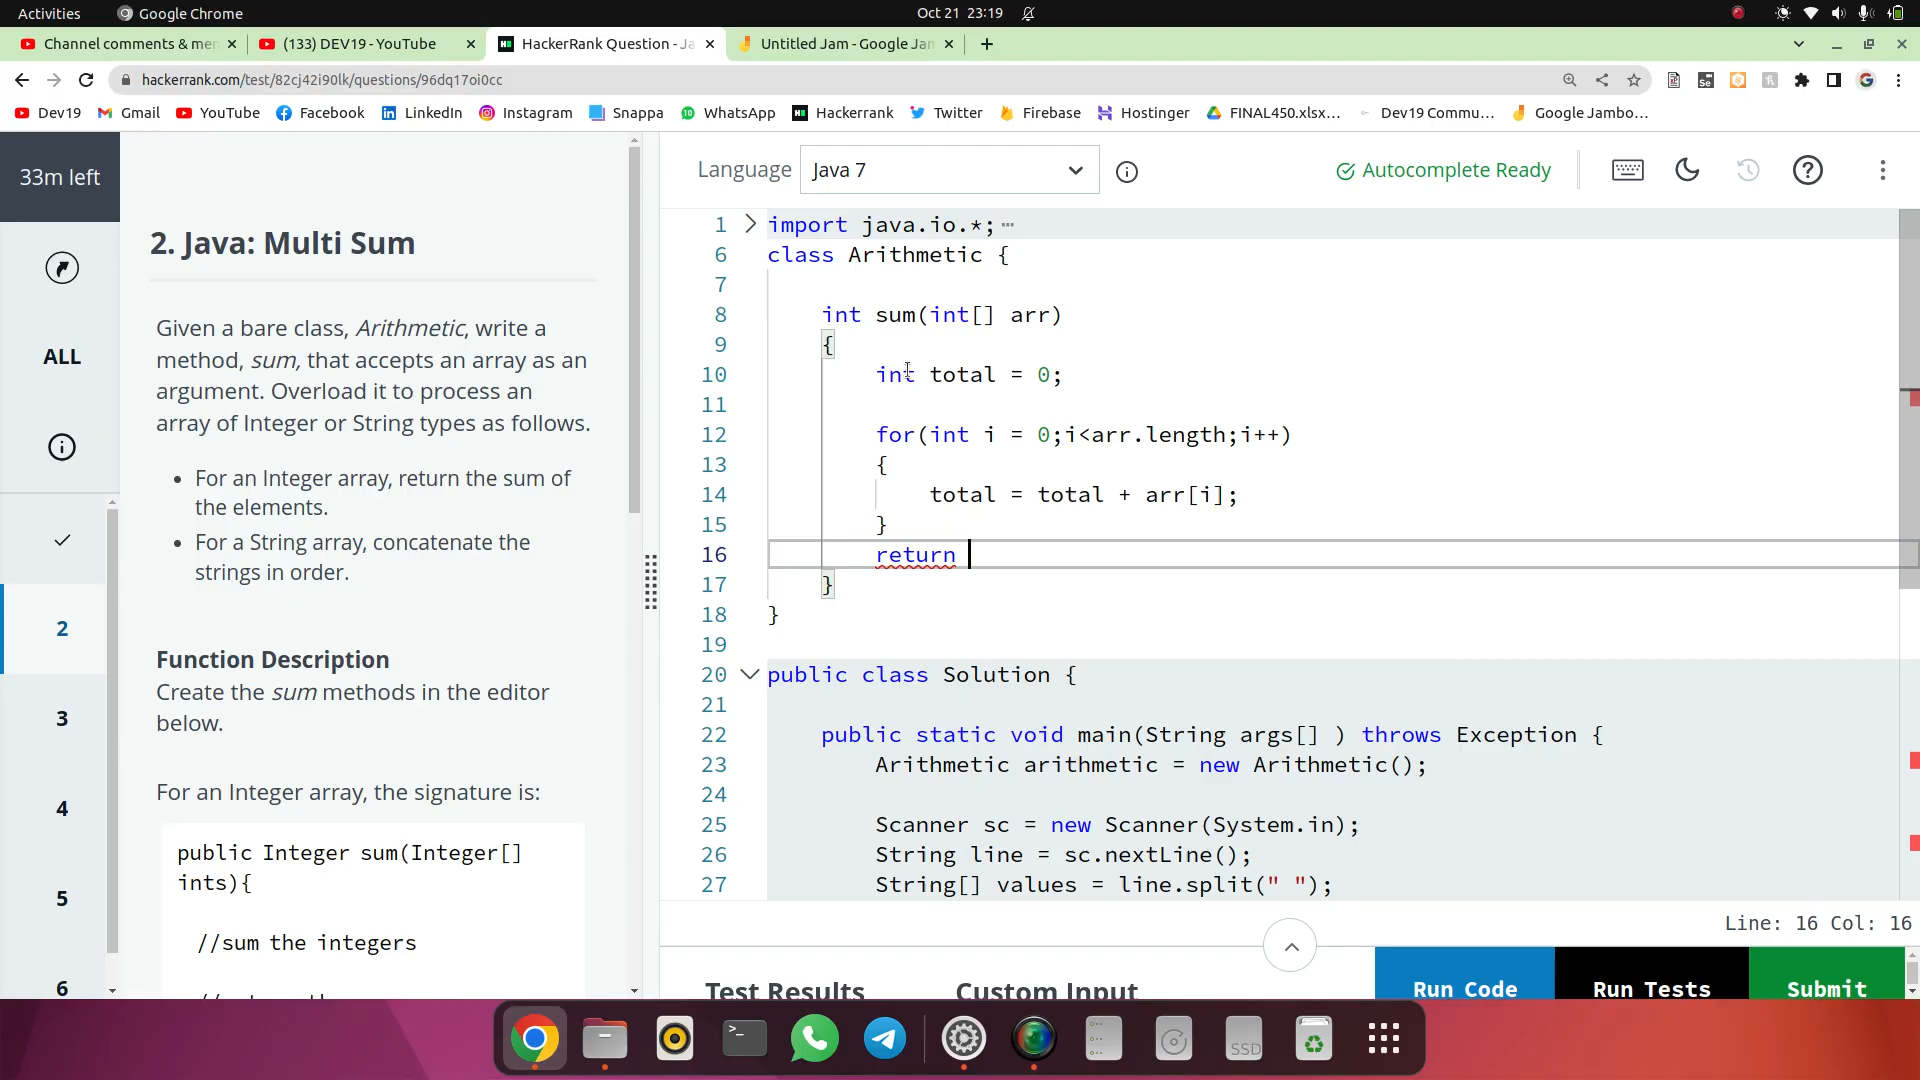 Activities Google Chrome Oct 21 23:19
Channel comments & men (133) DEV19 - YouTube HackerRank Question - Ja Untitled Jam - Google Jam
hackerrank.com/test/82cj42i90lk/questions/96dq17oi0cc
Dev19 Gmail YouTube Facebook LinkedIn Instagram Snappa WhatsApp Hackerrank Twitter Firebase Hostinger FINAL450.xlsx... Dev19 Commu... Google Jambo...
33m left
ALL
2
3
4
5
6
2. Java: Multi Sum
Given a bare class, Arithmetic, write a
method, sum, that accepts an array as an
argument. Overload it to process an
array of Integer or String types as follows.
• For an Integer array, return the sum of
the elements.
• For a String array, concatenate the
strings in order.
Function Description
Create the sum methods in the editor
below.
For an Integer array, the signature is:
public Integer sum(Integer[]
ints){
//sum the integers
Language Java 7 Autocomplete Ready
1 import java.io.*;
6 class Arithmetic {
7
8 int sum(int[] arr)
9 {
10 int total = 0;
11
12 for(int i = 0;i<arr.length;i++)
13 {
14 total = total + arr[i];
15 }
16 return
17 }
18 }
19
20 public class Solution {
21
22 public static void main(String args[] ) throws Exception {
23 Arithmetic arithmetic = new Arithmetic();
24
25 Scanner sc = new Scanner(System.in);
26 String line = sc.nextLine();
27 String[] values = line.split(" ");
Line: 16 Col: 16
Test Results Custom Input Run Code Run Tests Submit
SSD